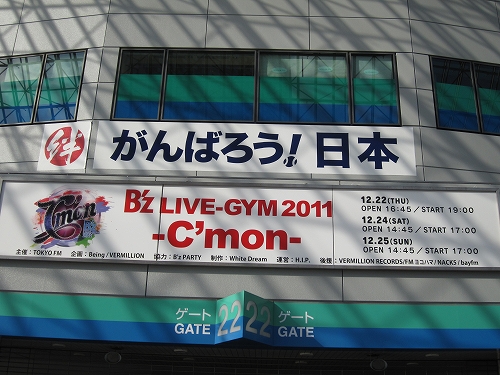 絆
がんばろう!日本
C'mon
B'z LIVE-GYM 2011
-C'mon-
12.22(THU)
OPEN 16:45/START 19:00
12.24(SAT)
OPEN 14:45/START 17:00
12.25(SUN)
OPEN 14:45/START 17:00
主催:TOKYO FM 企画:Being/VERMILLION 協力:B'z PARTY 制作:White Dream 運営:H.I.P. 後援:VERMILLION RECORDS/FMヨコハマ/NACK5/bayfm
ゲート 22 22 ゲート
GATE GATE